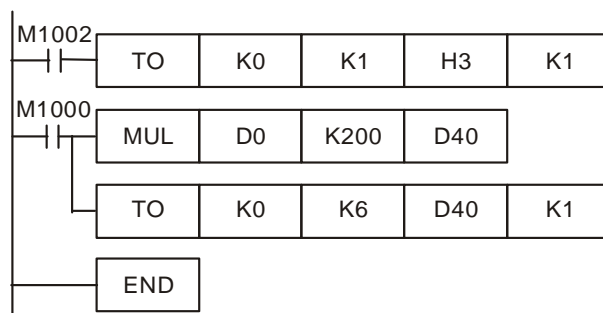 M1002
TO K0 K1 H3 K1
M1000
MUL D0 K200 D40
TO K0 K6 D40 K1
END